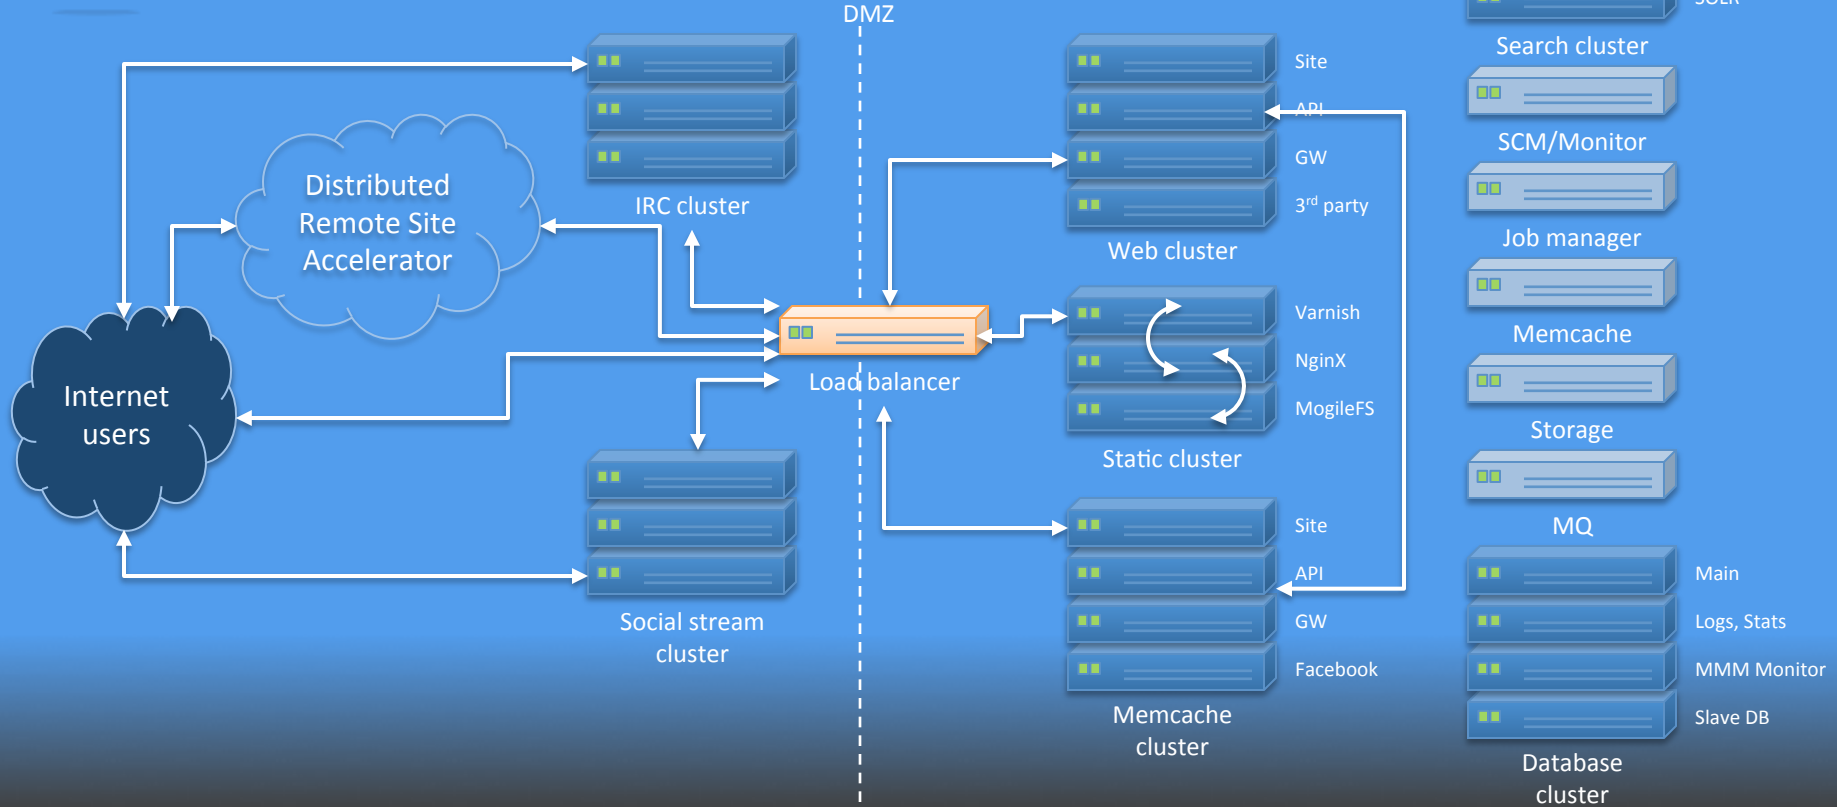 DMZ
SOLR
Search cluster
SCM/Monitor
Job manager
Memcache
Storage
MQ
Main
Logs, Stats
MMM Monitor
Slave DB
Database
cluster
Site
API
GW
3rd party
Web cluster
Varnish
NginX
MogileFS
Static cluster
Site
API
GW
Facebook
Memcache
cluster
IRC cluster
Distributed
Remote Site
Accelerator
Load balancer
Internet
users
Social stream
cluster